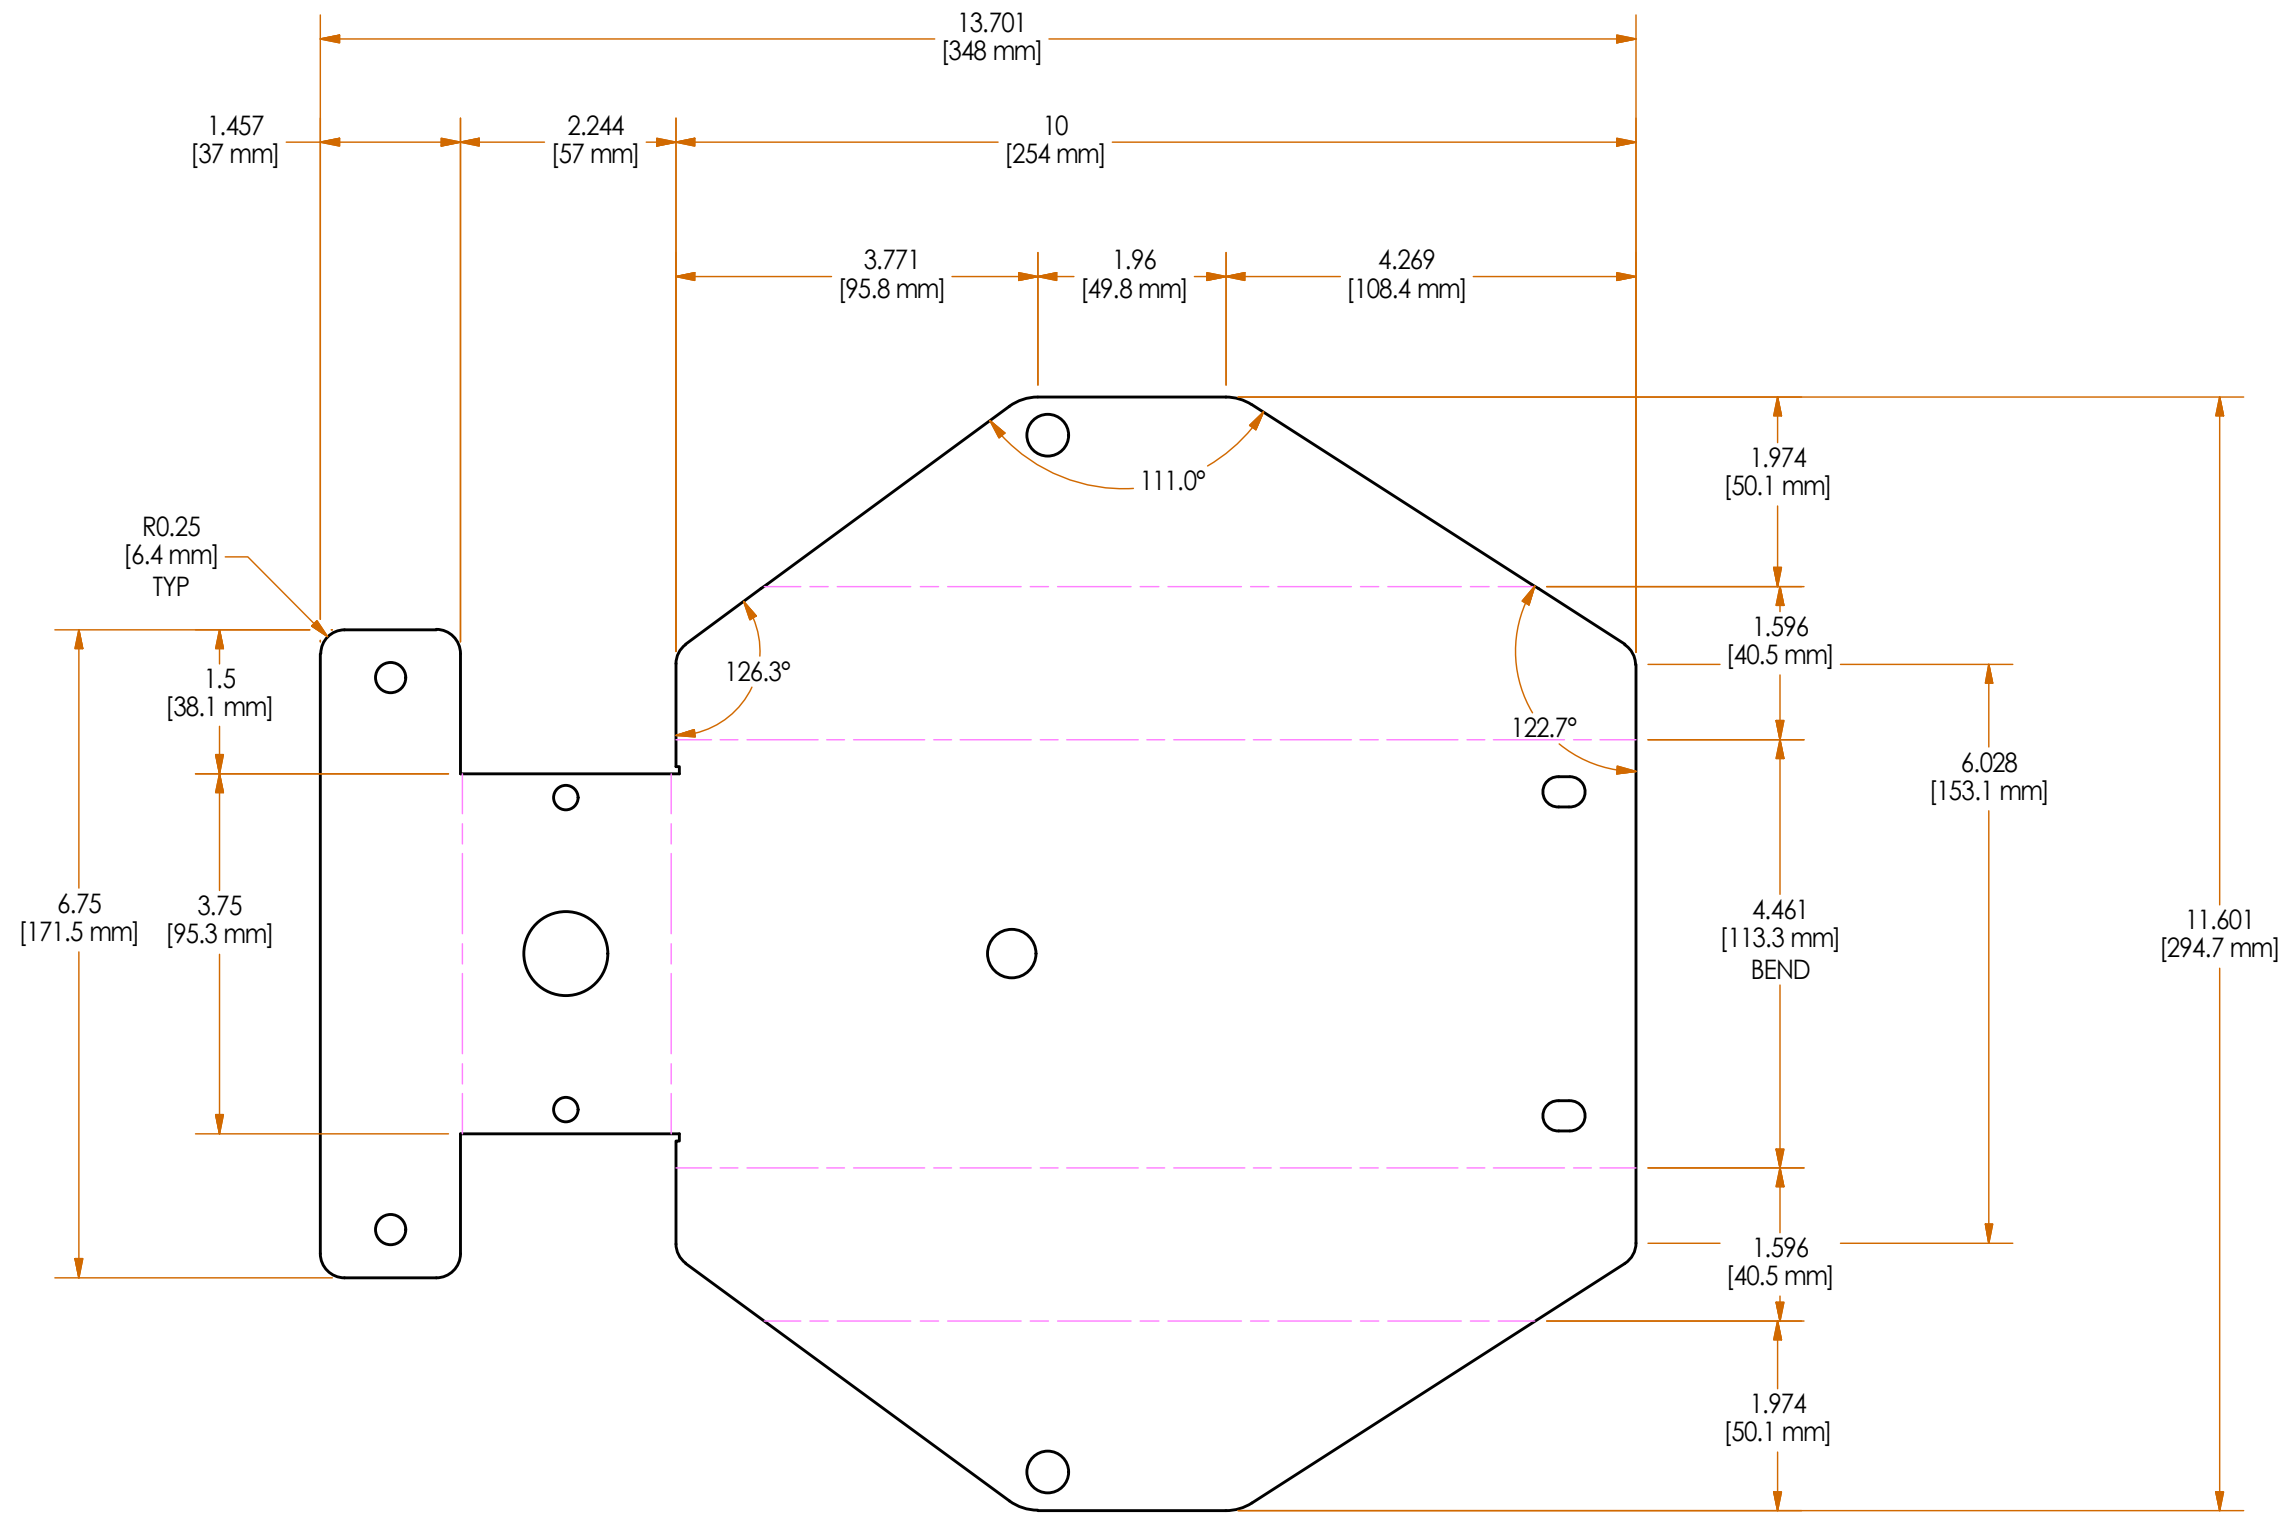 13.701
[348 mm]
1.457
[37 mm]
2.244
[57 mm]
10
[254 mm]
3.771
[95.8 mm]
1.96
[49.8 mm]
4.269
[108.4 mm]
1.974
[50.1 mm]
111.0°
R0.25
[6.4 mm]
TYP
1.596
[40.5 mm]
126.3°
1.5
[38.1 mm]
122.7°
6.028
[153.1 mm]
6.75
[171.5 mm]
3.75
[95.3 mm]
4.461
[113.3 mm]
BEND
11.601
[294.7 mm]
1.596
[40.5 mm]
1.974
[50.1 mm]